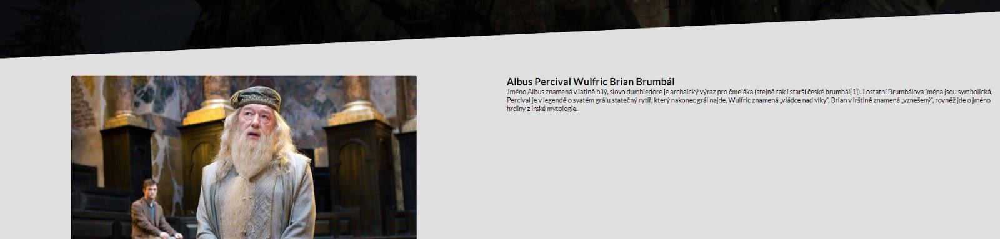 Albus Percival Wulfric Brian Brumbál
Jméno Albus znamená v latině bílý, slovo dumbledore je archaický výraz pro čmeláka (stejně tak i starší české brumbál[1]). I ostatní Brumbálova jména jsou symbolická,
Percival je v legendě o svatém grálu statečný rytíř, který nakonec grál najde, Wulfric znamená „vládce nad vlky", Brian v irštině znamená „vznešený", rovněž jde o jméno
hrdiny z irské mytologie.